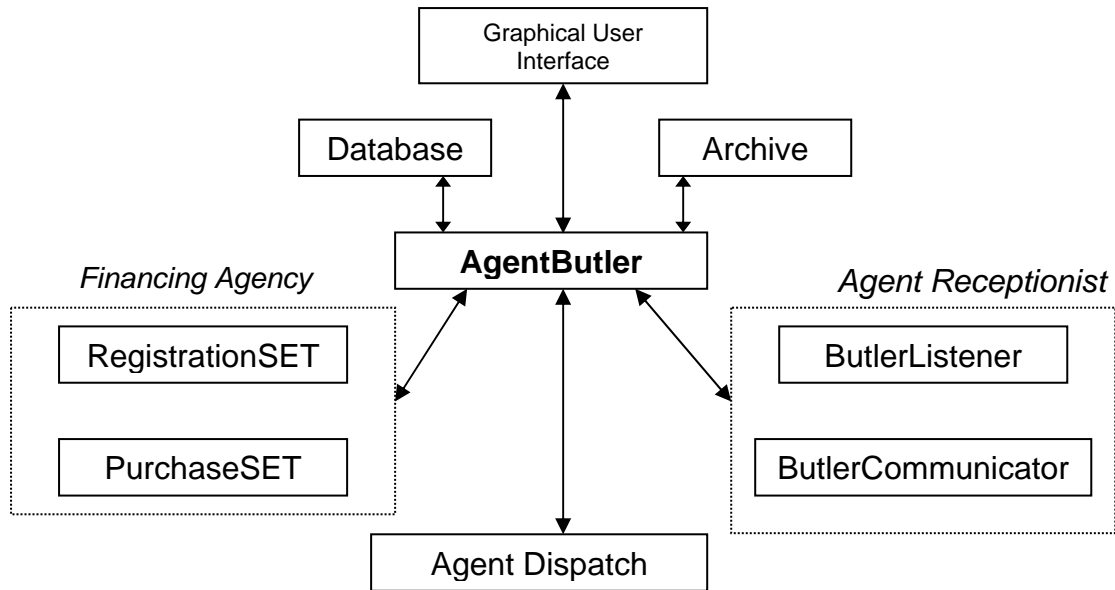 Graphical User
Interface
Database
Archive
AgentButler
Financing Agency
Agent Receptionist
RegistrationSET
ButlerListener
PurchaseSET
ButlerCommunicator
Agent Dispatch